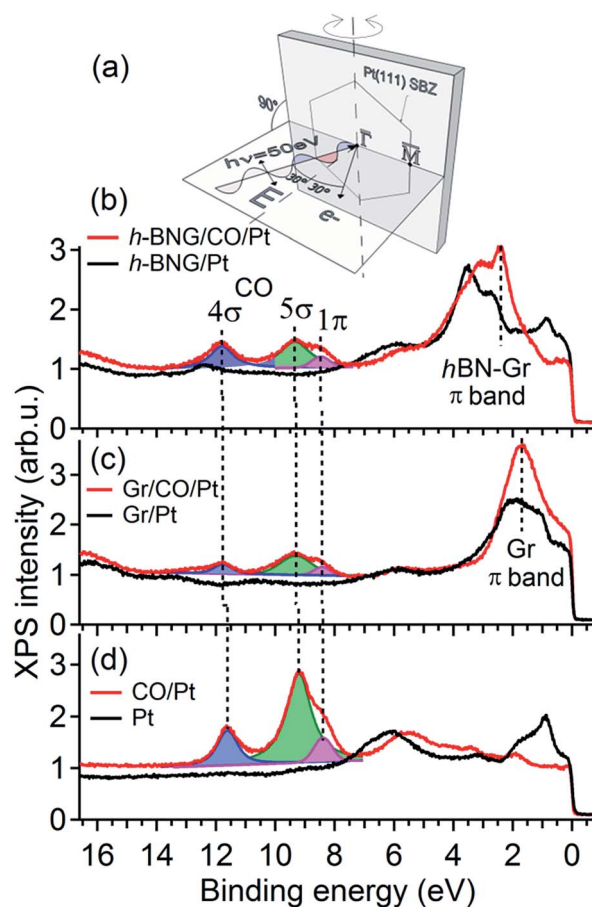 (a)
Pt(111) SBZ
90°
Γ̅
M̅
hν=50eV
30° 30°
E
e-
(b)
h-BNG/CO/Pt
h-BNG/Pt
CO
4σ
5σ
1π
hBN-Gr
π band
3
2
1
0
(c)
Gr/CO/Pt
Gr/Pt
Gr
π band
3
2
1
0
(d)
CO/Pt
Pt
3
2
1
0
XPS intensity (arb.u.)
16 14 12 10 8 6 4 2 0
Binding energy (eV)